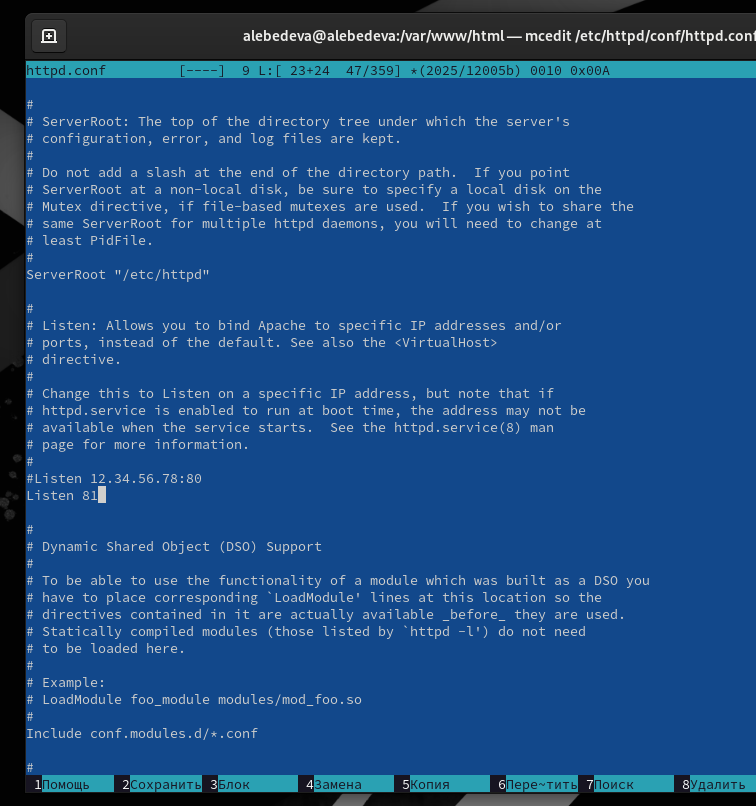 alebedeva@alebedeva:/var/www/html — mcedit /etc/httpd/conf/httpd.conf
httpd.conf [----] 9 L:[ 23+24 47/359] *(2025/12005b) 0010 0x00A
#
# ServerRoot: The top of the directory tree under which the server's
# configuration, error, and log files are kept.
#
# Do not add a slash at the end of the directory path. If you point
# ServerRoot at a non-local disk, be sure to specify a local disk on the
# Mutex directive, if file-based mutexes are used. If you wish to share the
# same ServerRoot for multiple httpd daemons, you will need to change at
# least PidFile.
#
ServerRoot "/etc/httpd"
#
# Listen: Allows you to bind Apache to specific IP addresses and/or
# ports, instead of the default. See also the <VirtualHost>
# directive.
#
# Change this to Listen on a specific IP address, but note that if
# httpd.service is enabled to run at boot time, the address may not be
# available when the service starts. See the httpd.service(8) man
# page for more information.
#
#Listen 12.34.56.78:80
Listen 81
#
# Dynamic Shared Object (DSO) Support
#
# To be able to use the functionality of a module which was built as a DSO you
# have to place corresponding `LoadModule' lines at this location so the
# directives contained in it are actually available _before_ they are used.
# Statically compiled modules (those listed by `httpd -l') do not need
# to be loaded here.
#
# Example:
# LoadModule foo_module modules/mod_foo.so
#
Include conf.modules.d/*.conf
#
1Помощь 2Сохранить 3Блок 4Замена 5Копия 6Пере~тить 7Поиск 8Удалить